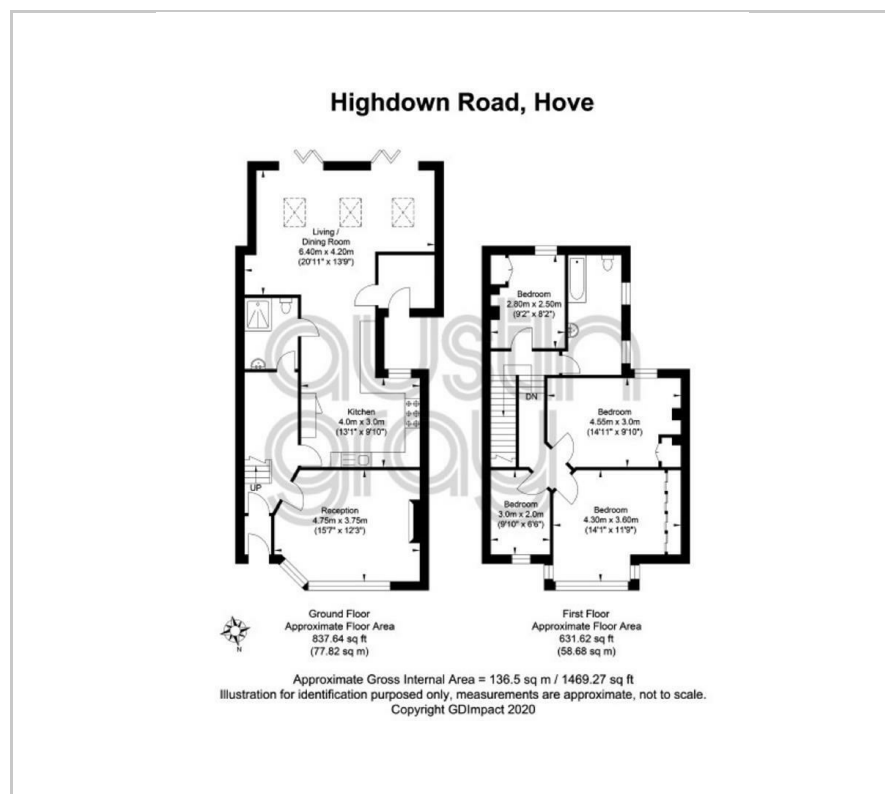 Highdown Road, Hove
Living /
Dining Room
6.40m x 4.20m
(20'11" x 13'9")
Kitchen
4.0m x 3.0m
(13'1" x 9'10")
UP
Reception
4.75m x 3.75m
(15'7" x 12'3")
Bedroom
2.80m x 2.50m
(9'2" x 8'2")
DN
Bedroom
4.55m x 3.0m
(14'11" x 9'10")
Bedroom
3.0m x 2.0m
(9'10" x 6'6")
Bedroom
4.30m x 3.60m
(14'1" x 11'9")
austin
gray
N
Ground Floor
Approximate Floor Area
837.64 sq ft
(77.82 sq m)
First Floor
Approximate Floor Area
631.62 sq ft
(58.68 sq m)
Approximate Gross Internal Area = 136.5 sq m / 1469.27 sq ft
Illustration for identification purposed only, measurements are approximate, not to scale.
Copyright GDImpact 2020